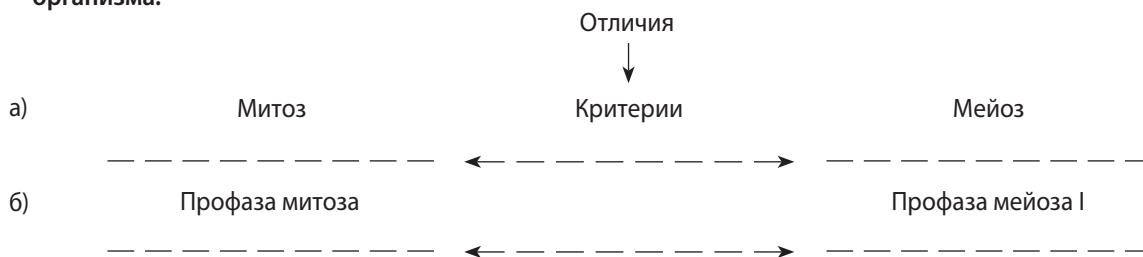 организма.
Отличия
а) Митоз Критерии Мейоз
б) Профаза митоза Профаза мейоза I